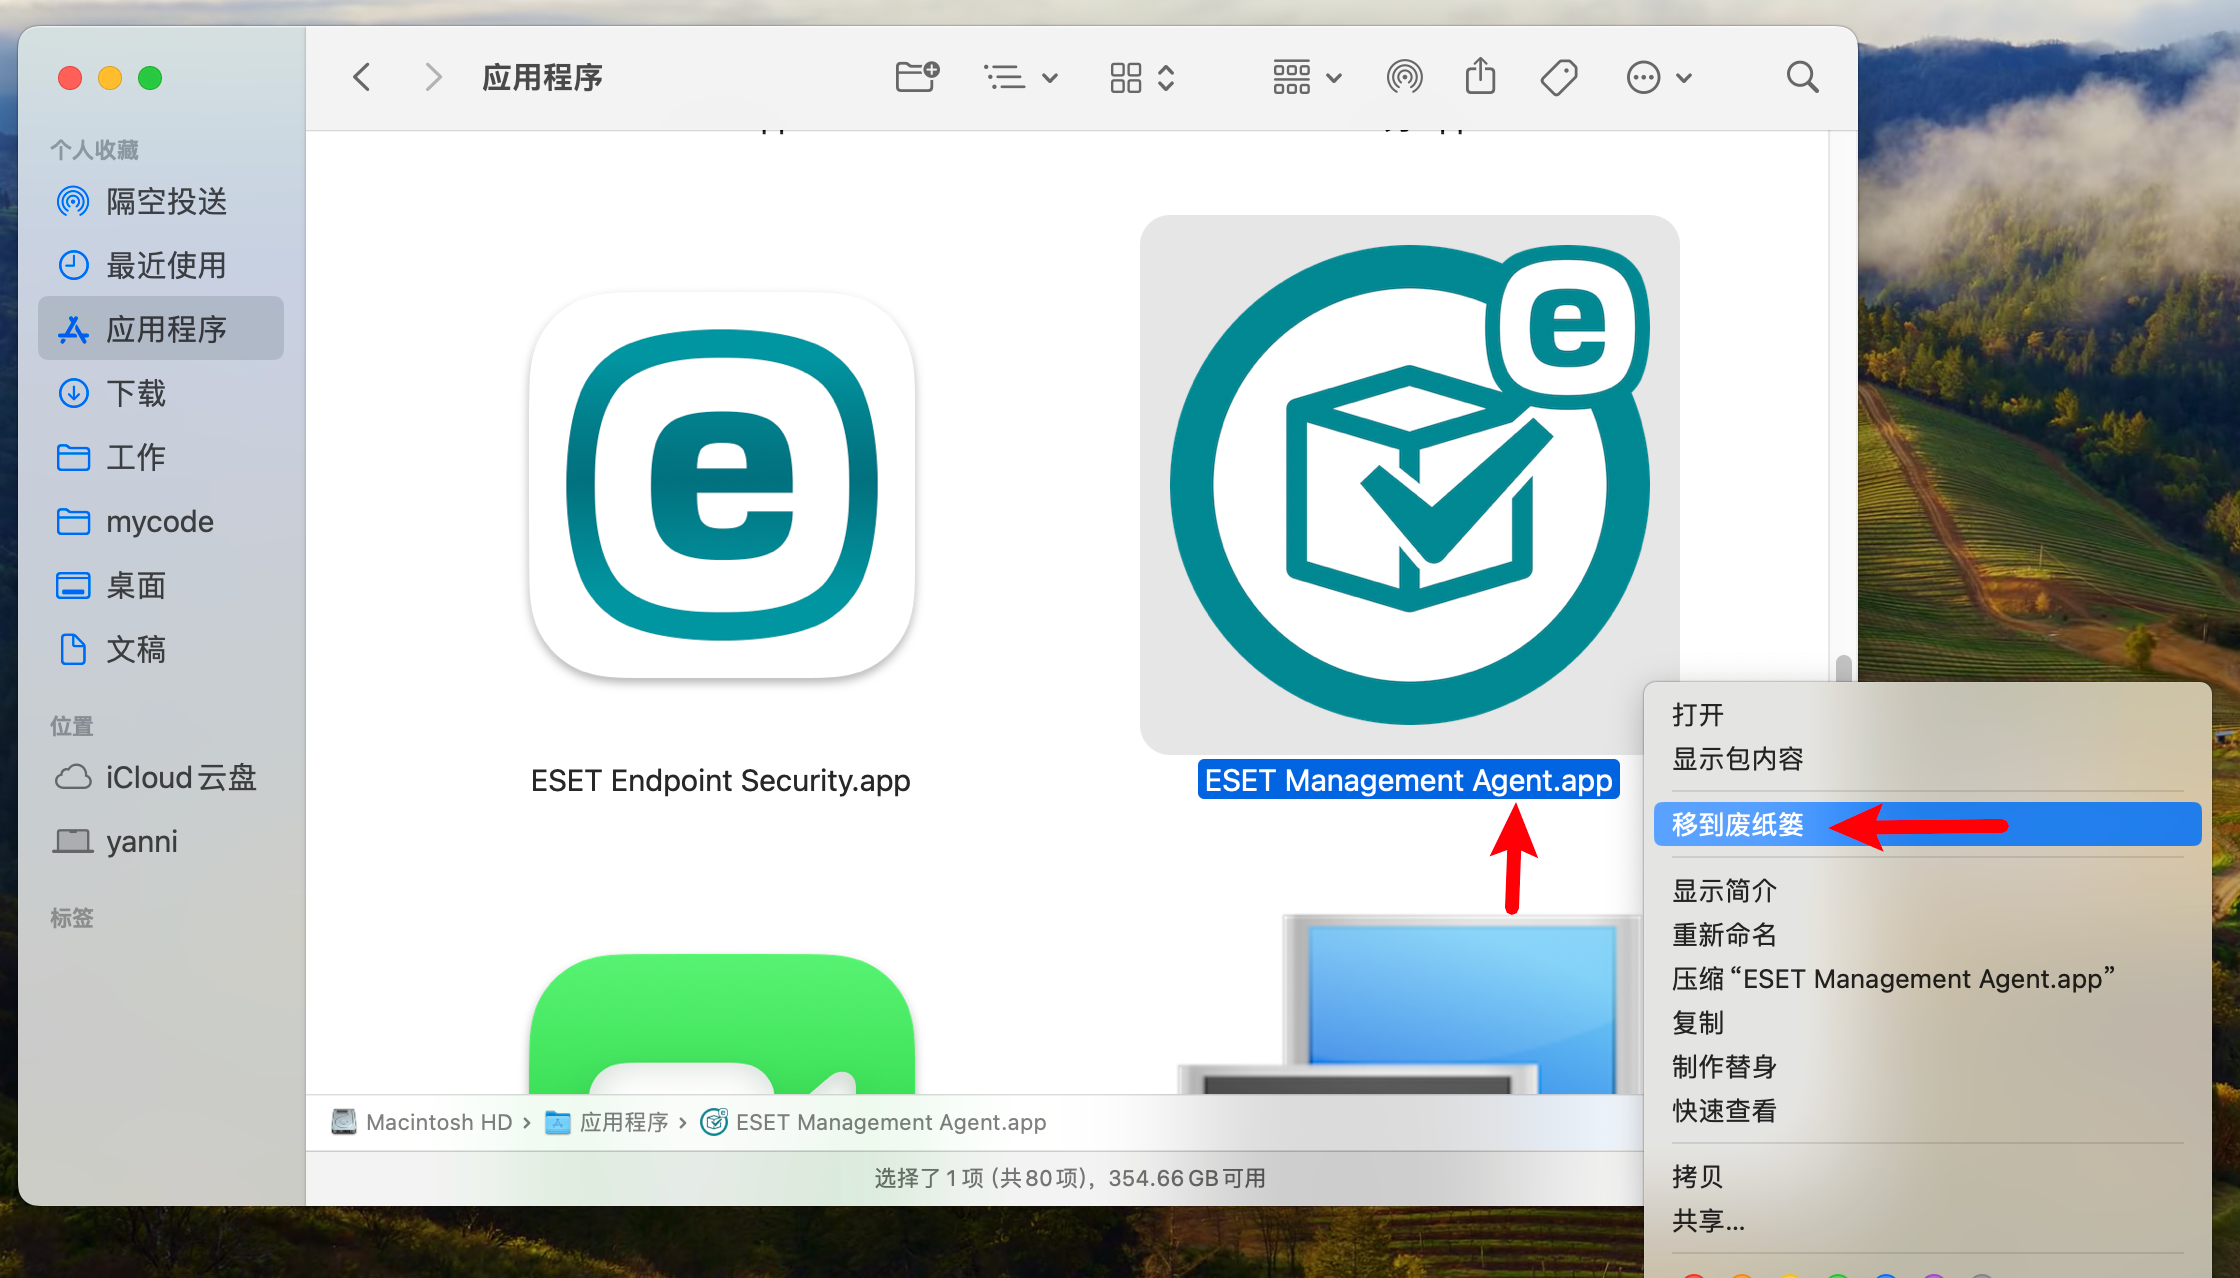 应用程序
个人收藏
隔空投送
最近使用
应用程序
下载
工作
mycode
桌面
文稿
位置
iCloud云盘
yanni
标签
e
e
ESET Endpoint Security.app
ESET Management Agent.app
Macintosh HD › 应用程序 › ESET Management Agent.app
选择了1项 (共80项)，354.66GB可用
打开
显示包内容
移到废纸篓
显示简介
重新命名
压缩“ESET Management Agent.app”
复制
制作替身
快速查看
拷贝
共享...